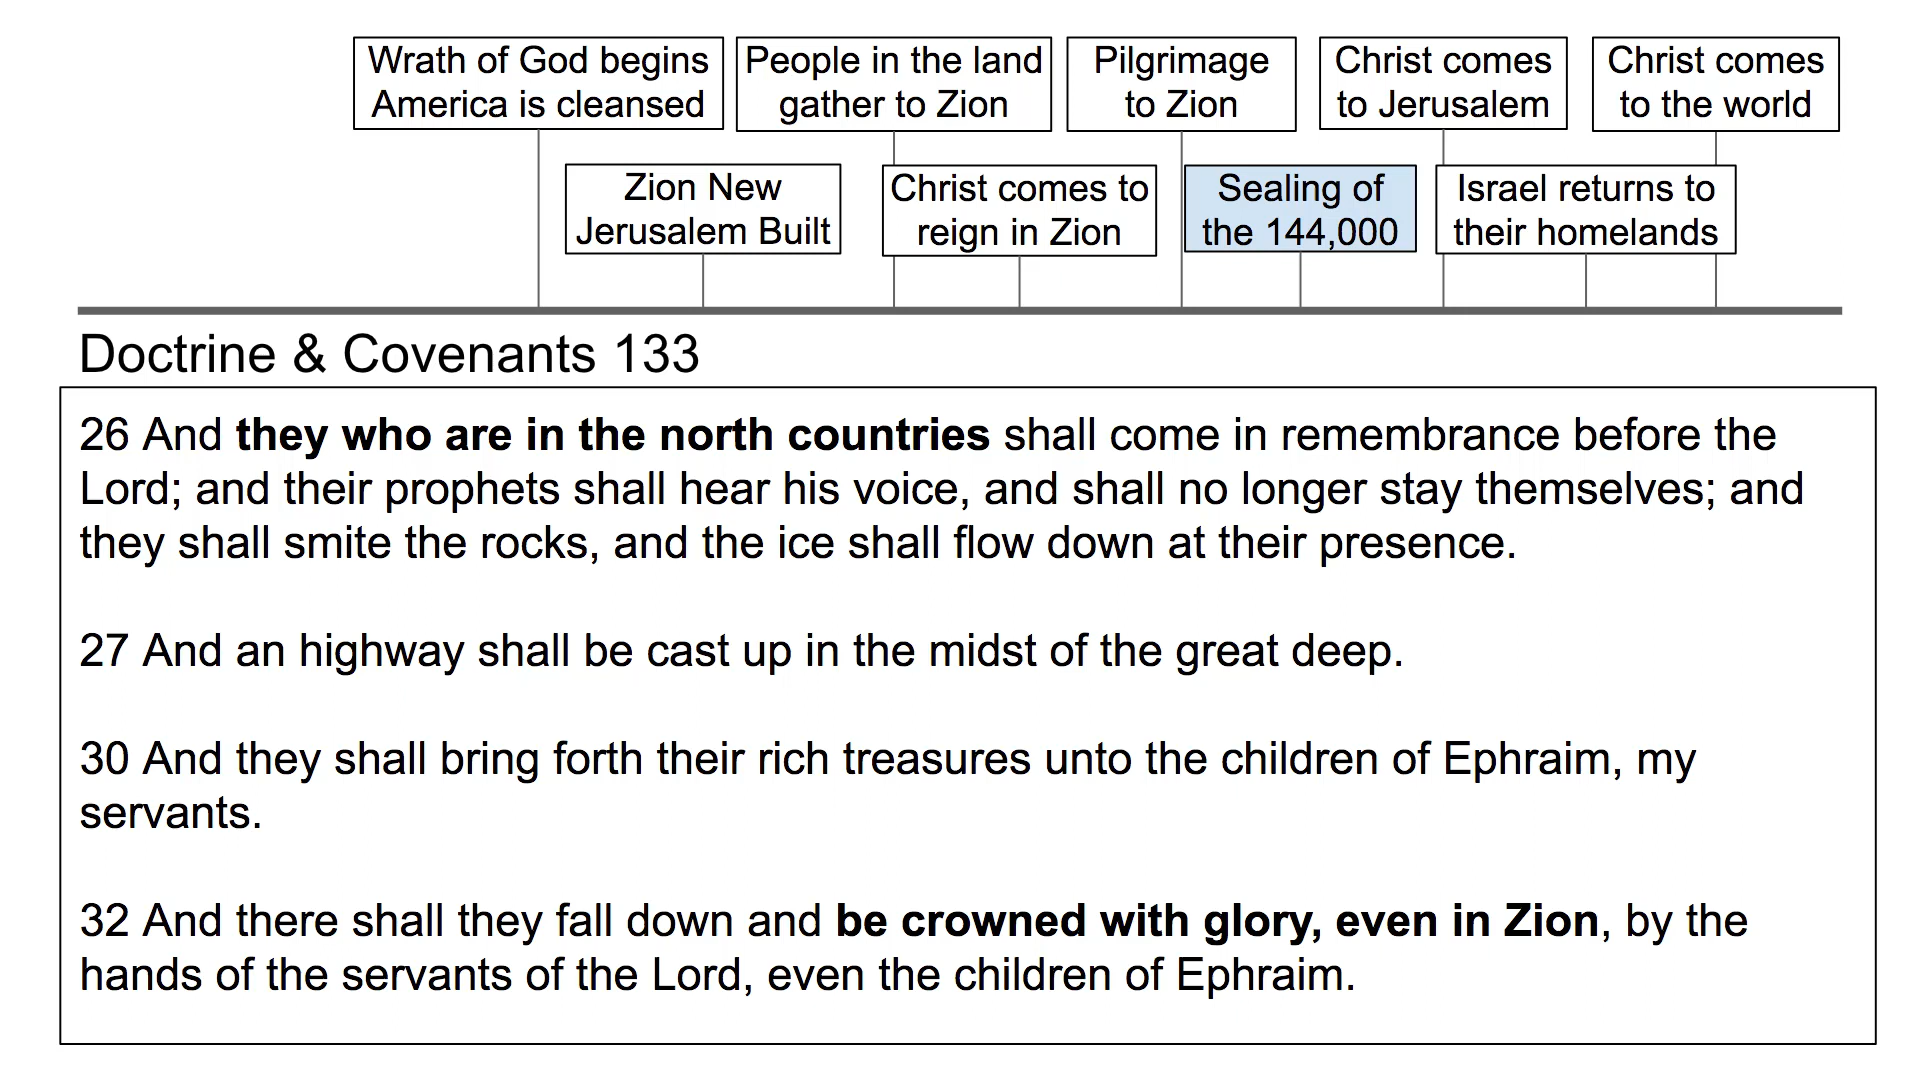 Wrath of God begins
America is cleansed
People in the land
gather to Zion
Pilgrimage
to Zion
Christ comes
to Jerusalem
Christ comes
to the world
Zion New
Jerusalem Built
Christ comes to
reign in Zion
Sealing of
the 144,000
Israel returns to
their homelands
Doctrine & Covenants 133
26 And they who are in the north countries shall come in remembrance before the
Lord; and their prophets shall hear his voice, and shall no longer stay themselves; and
they shall smite the rocks, and the ice shall flow down at their presence.
27 And an highway shall be cast up in the midst of the great deep.
30 And they shall bring forth their rich treasures unto the children of Ephraim, my
servants.
32 And there shall they fall down and be crowned with glory, even in Zion, by the
hands of the servants of the Lord, even the children of Ephraim.